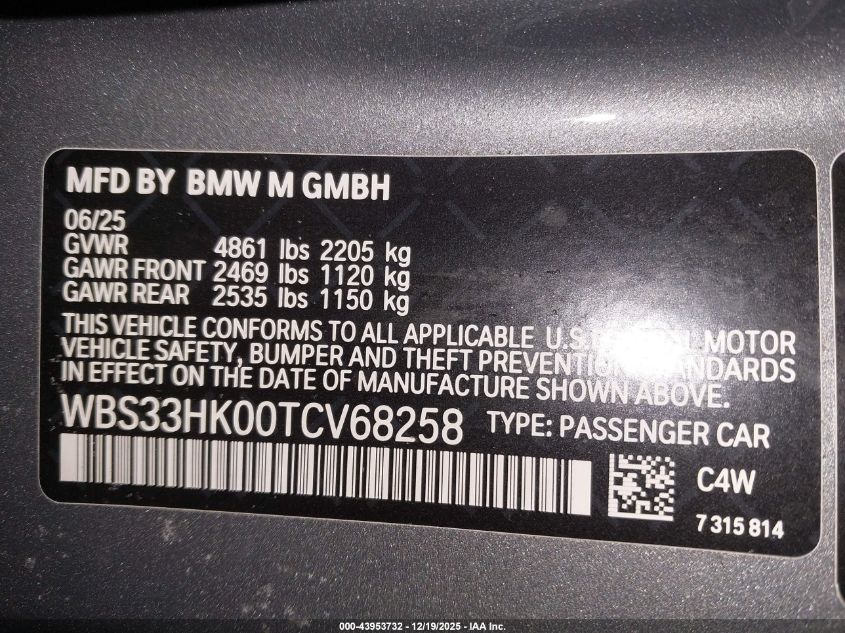 MFD BY BMW M GMBH
06/25
GVWR 4861 lbs 2205 kg
GAWR FRONT 2469 lbs 1120 kg
GAWR REAR 2535 lbs 1150 kg
THIS VEHICLE CONFORMS TO ALL APPLICABLE U.S. MOTOR
VEHICLE SAFETY, BUMPER AND THEFT PREVENTION STANDARDS
IN EFFECT ON THE DATE OF MANUFACTURE SHOWN ABOVE.
WBS33HK00TCV68258 TYPE: PASSENGER CAR
C4W
7 315 814
000-43953732 - 12/19/2025 - IAA Inc.